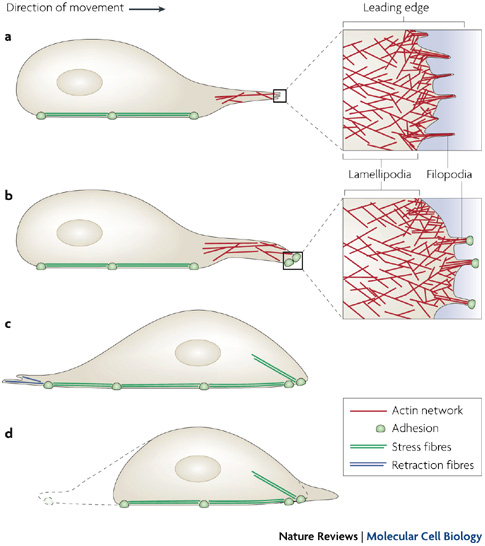 Direction of movement
Leading edge
a
Lamellipodia
Filopodia
b
c
Actin network
Adhesion
Stress fibres
Retraction fibres
d
Nature Reviews | Molecular Cell Biology